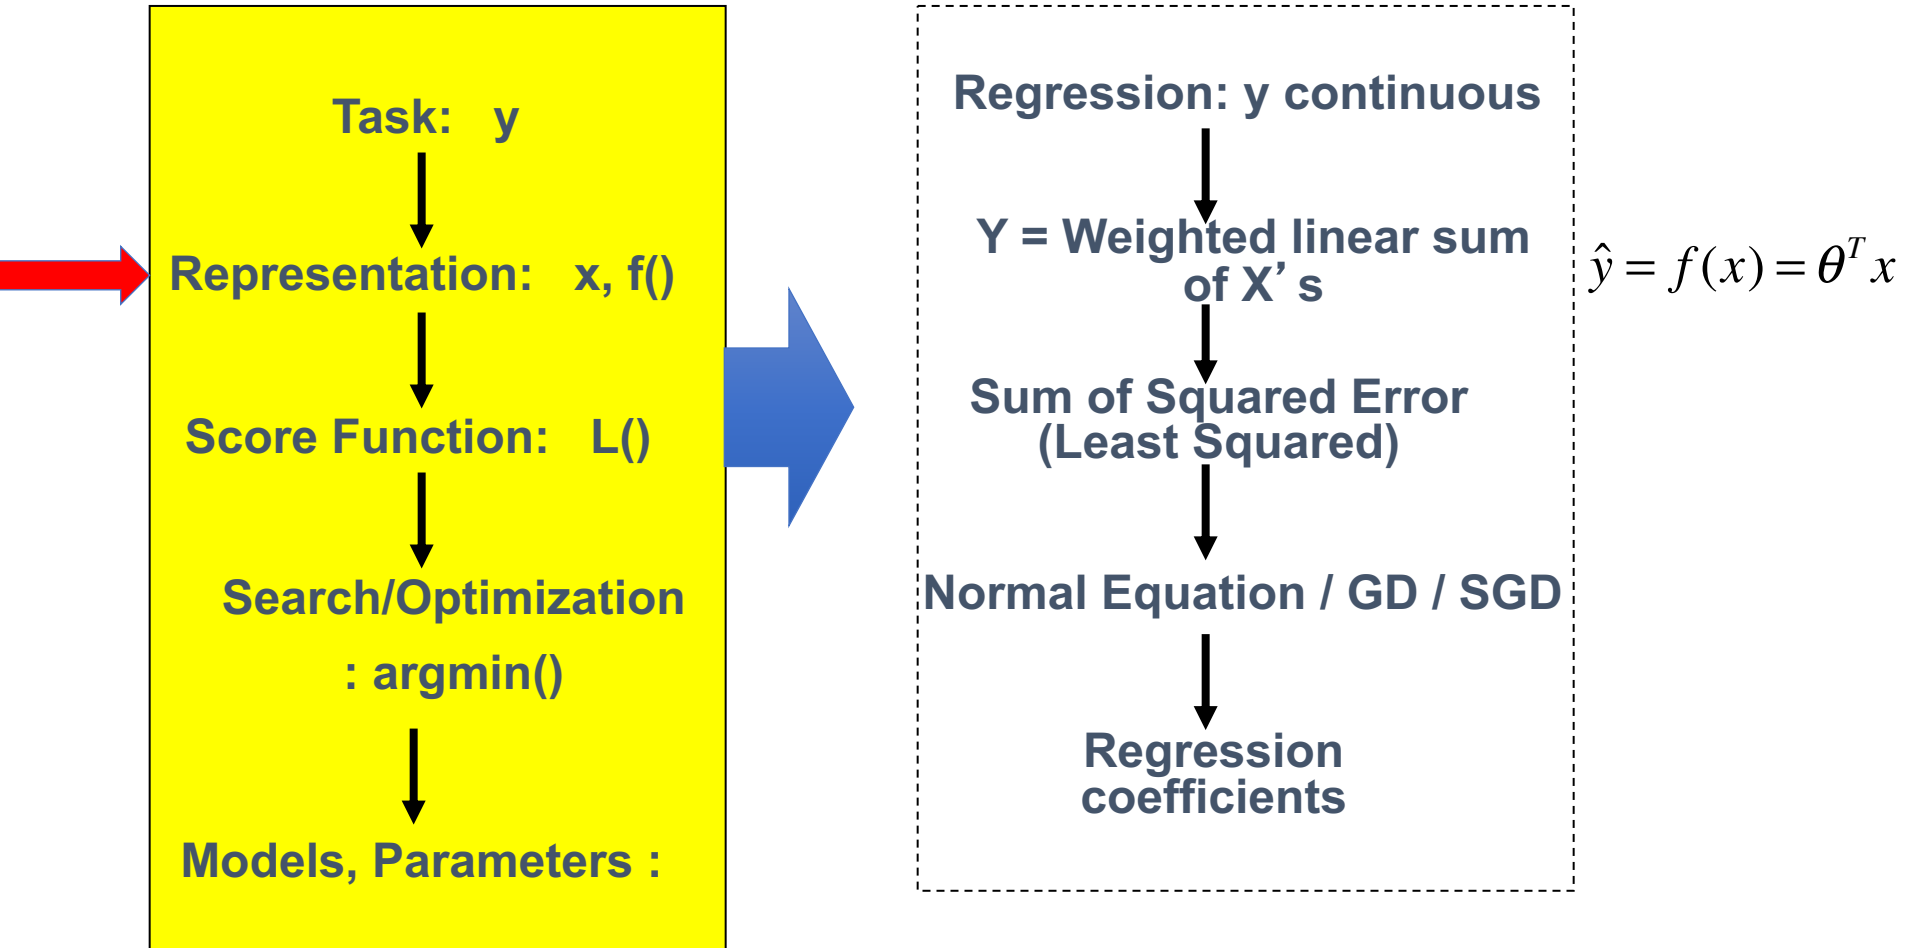 Task: y
Representation: x, f()
Score Function: L()
Search/Optimization
: argmin()
Models, Parameters :
Regression: y continuous
Y = Weighted linear sum
of X’ s
Sum of Squared Error
(Least Squared)
Normal Equation / GD / SGD
Regression
coefficients
ŷ = f(x) = θᵀx